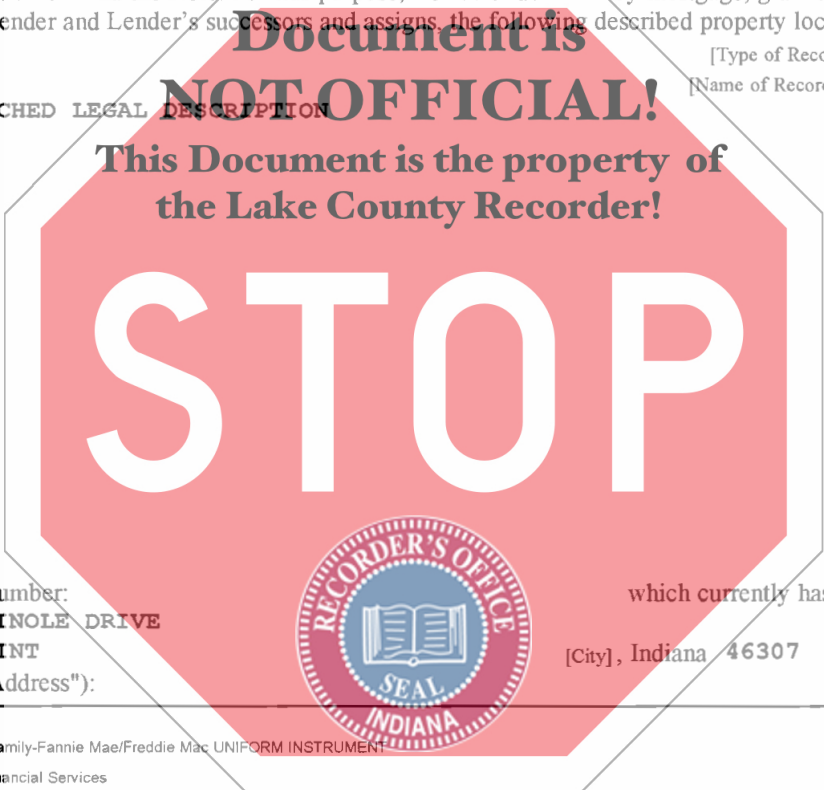 ender and Lender's successors and assigns, the following described property loc
Document is
[Type of Reco
NOT OFFICIAL!
[Name of Record
CHED LEGAL DESCRIPTION
This Document is the property of
the Lake County Recorder!
STOP
RECORDER'S OFFICE
SEAL
INDIANA
umber: which currently has
INOLE DRIVE
INT [City], Indiana 46307
Address"):
amily-Fannie Mae/Freddie Mac UNIFORM INSTRUMENT
ancial Services